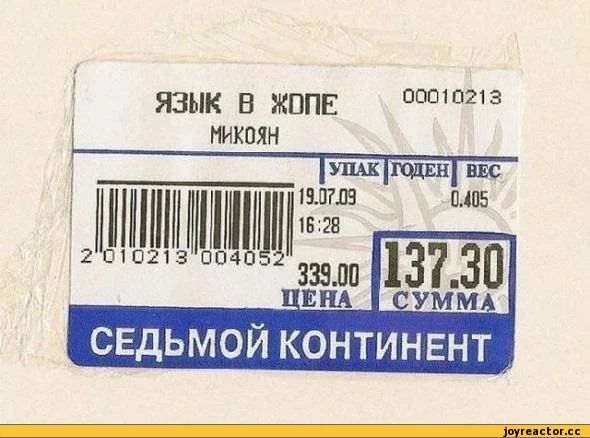 ЯЗЫК В ЖОПЕ 00010213
МИКОЯН
УПАК ГОДЕН ВЕС
19.07.09 0.405
16:28
2 010213 004052
339.00 137.30
ЦЕНА СУММА
СЕДЬМОЙ КОНТИНЕНТ
joyreactor.cc